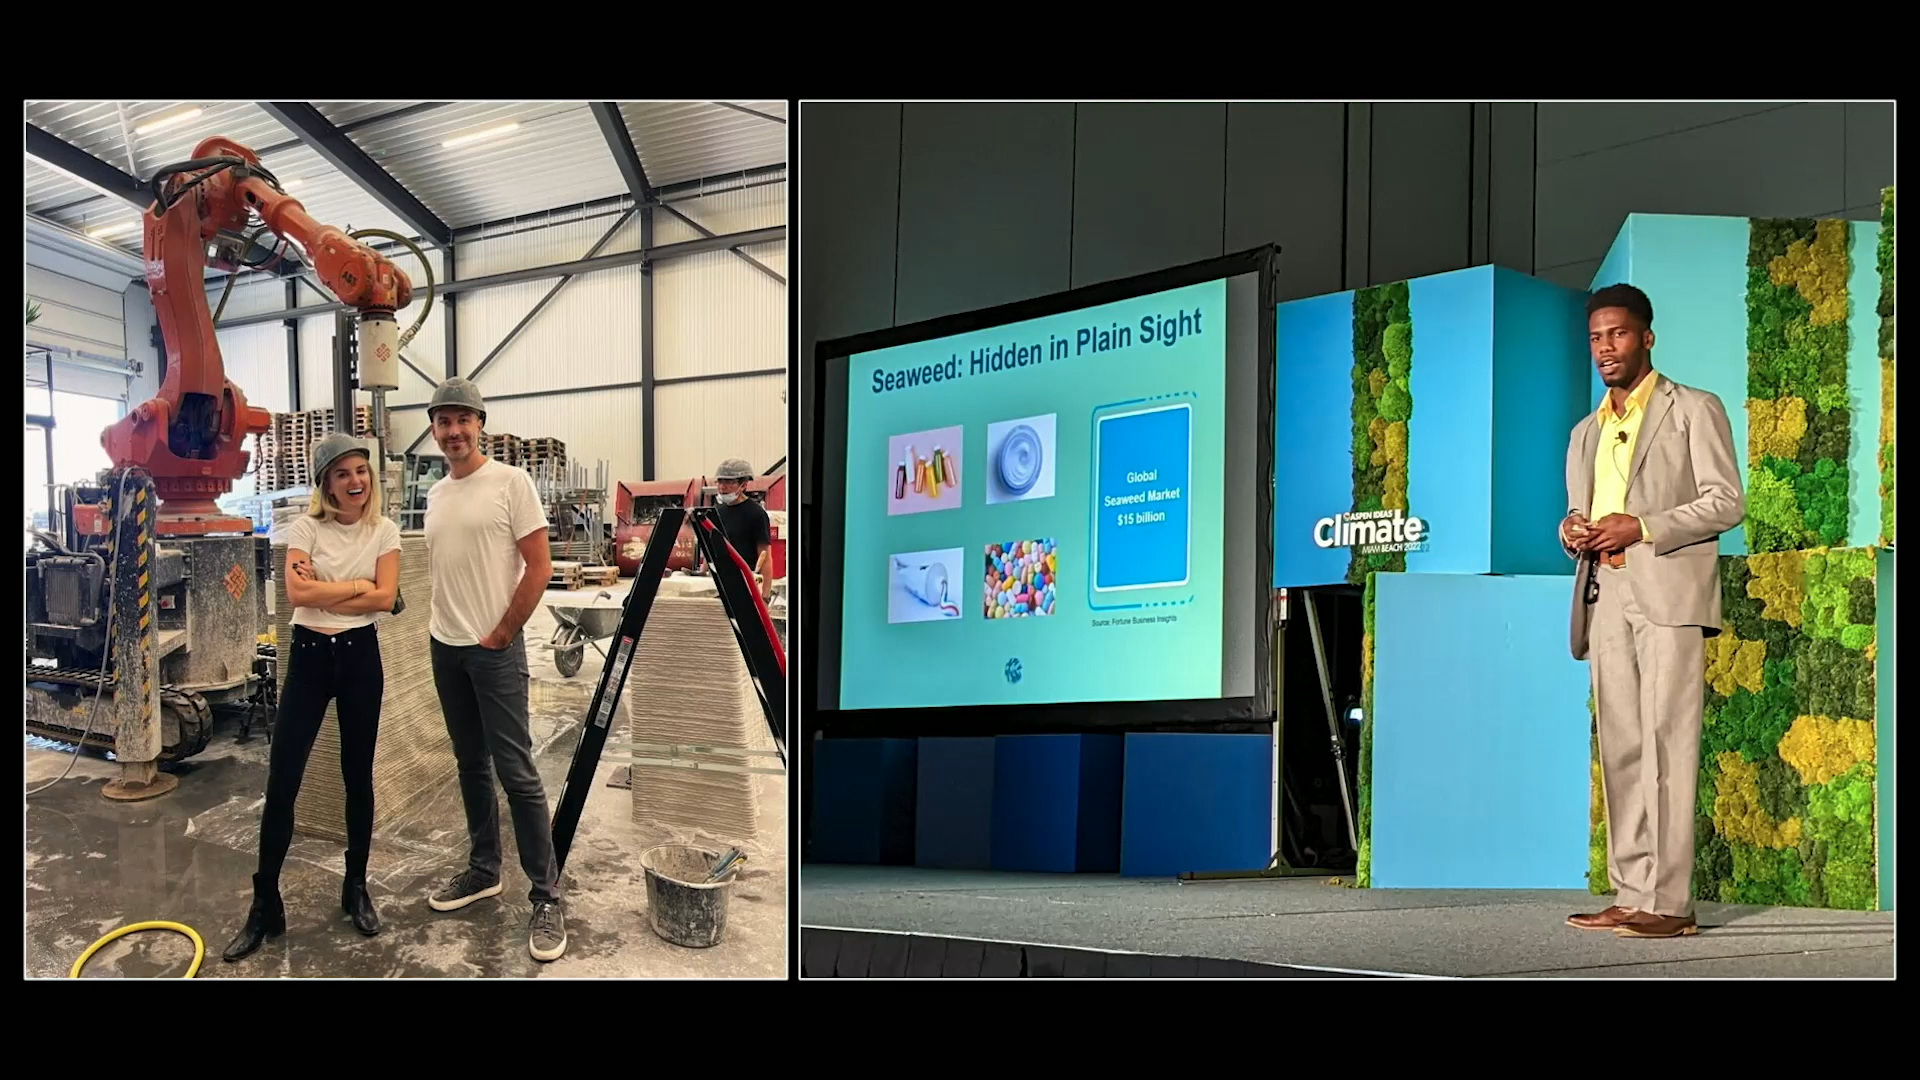 ABB
Seaweed: Hidden in Plain Sight
Global
Seaweed Market
$15 billion
Source: Fortune Business Insights
ASPEN IDEAS
Climate
MIAMI BEACH 2022